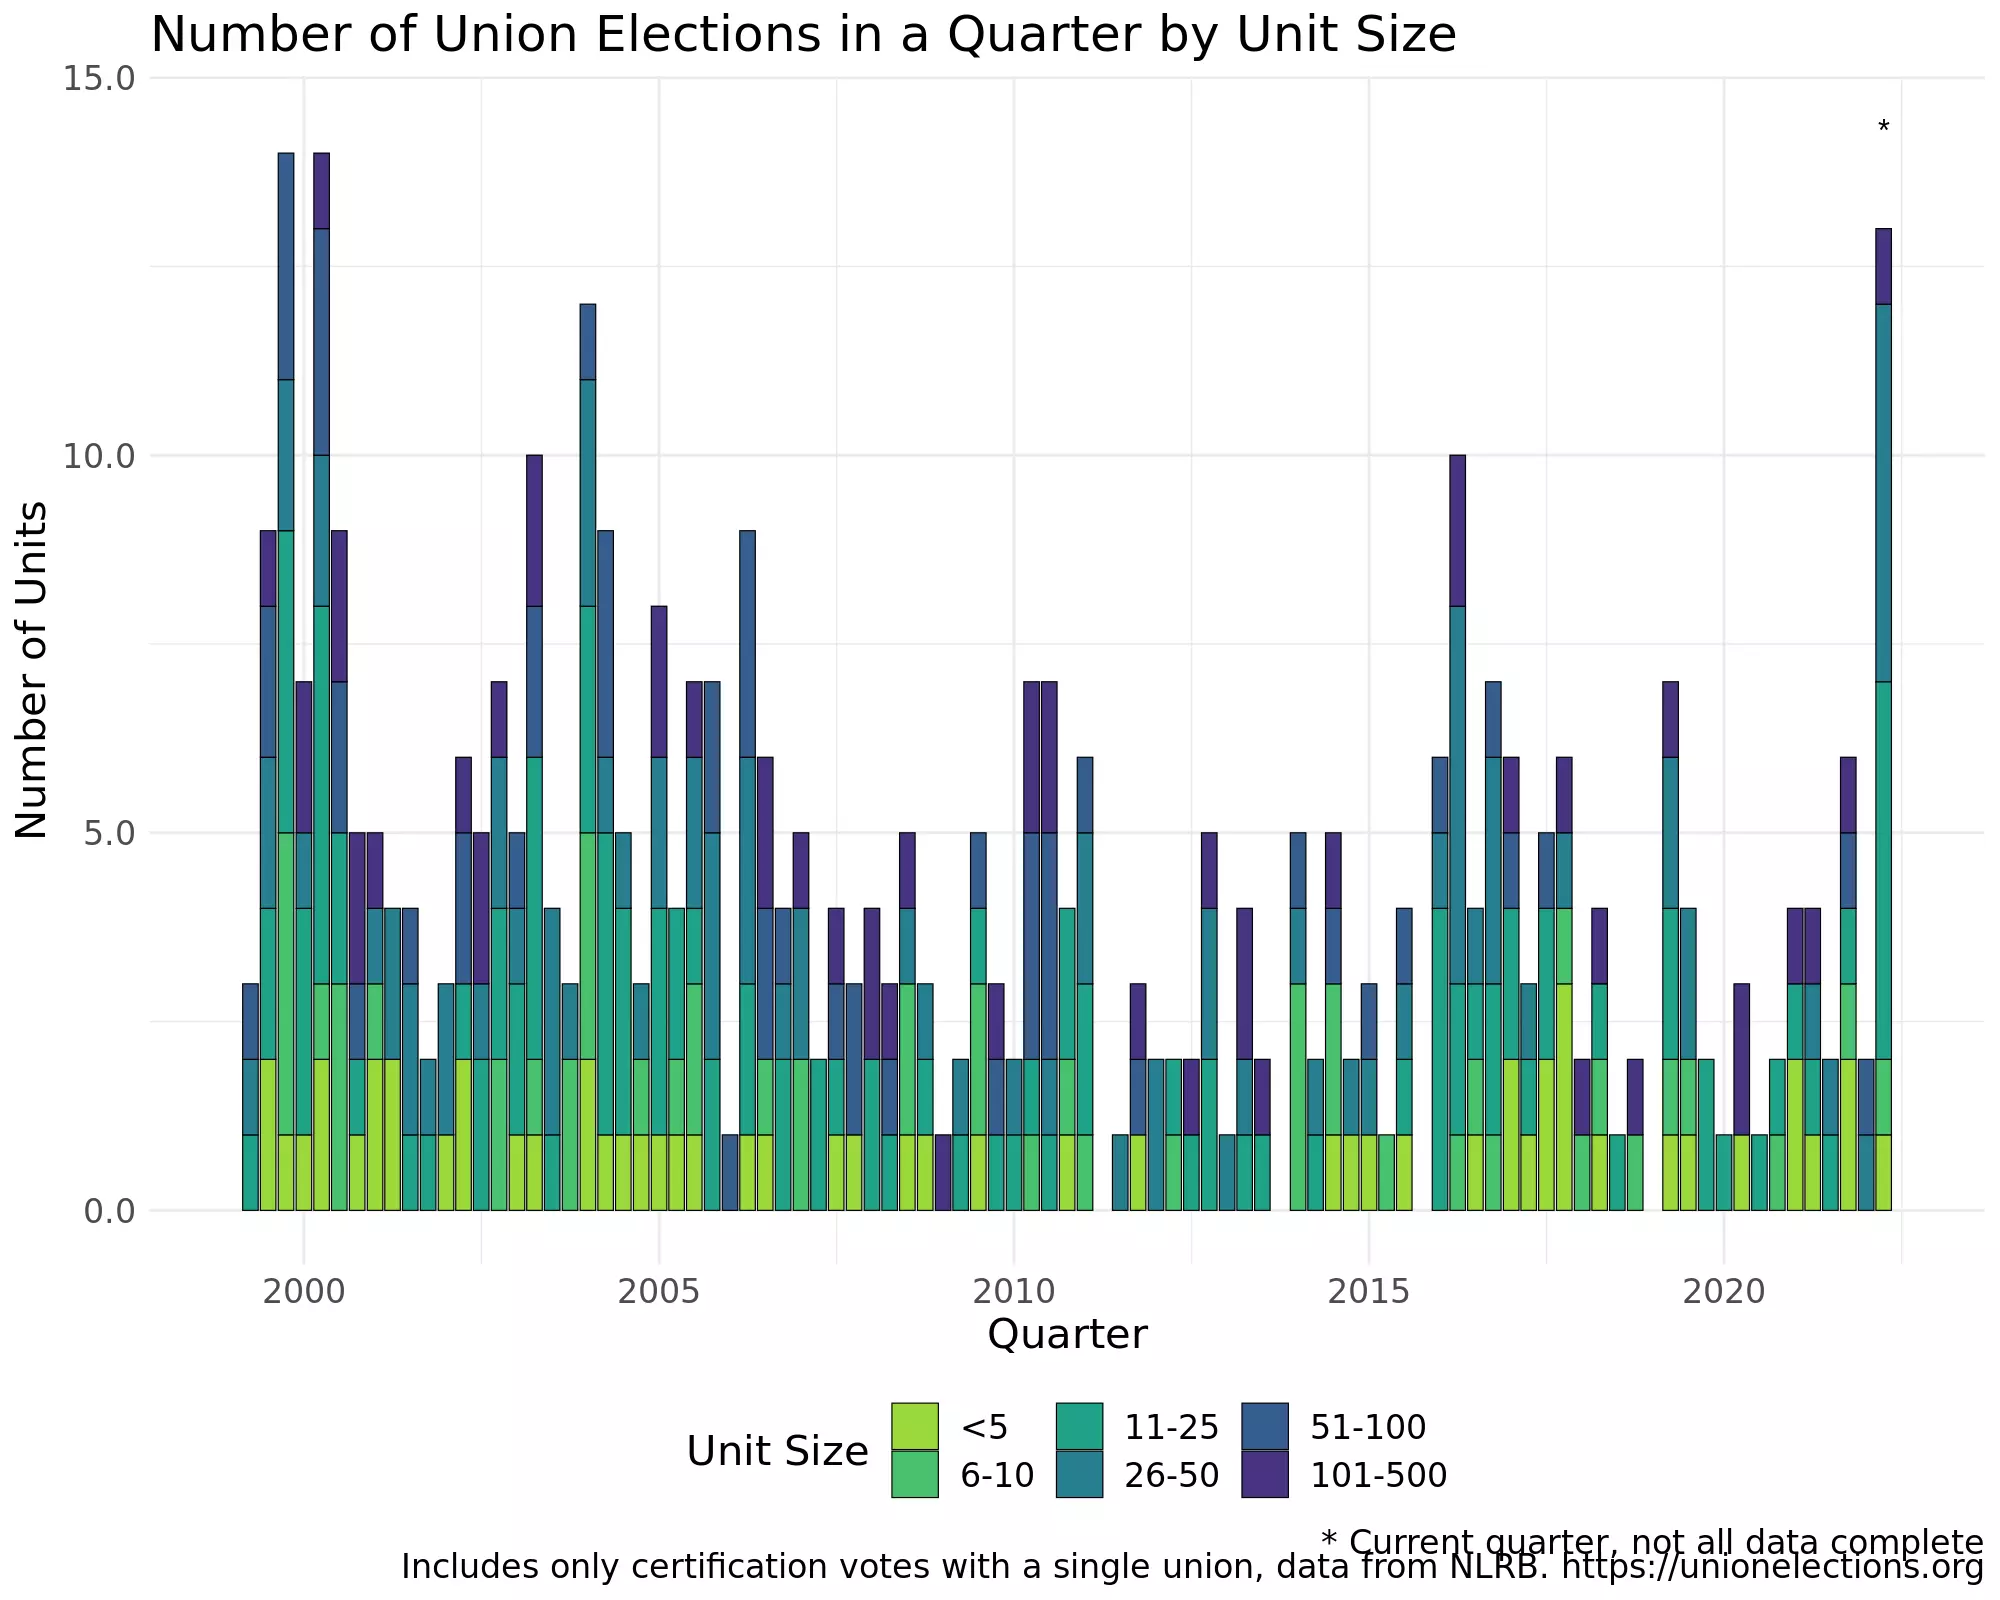 Number of Union Elections in a Quarter by Unit Size
15.0
*
10.0
Number of Units
5.0
0.0
2000 2005 2010 2015 2020
Quarter
Unit Size
<5 11-25 51-100
6-10 26-50 101-500
* Current quarter, not all data complete
Includes only certification votes with a single union, data from NLRB. https://unionelections.org